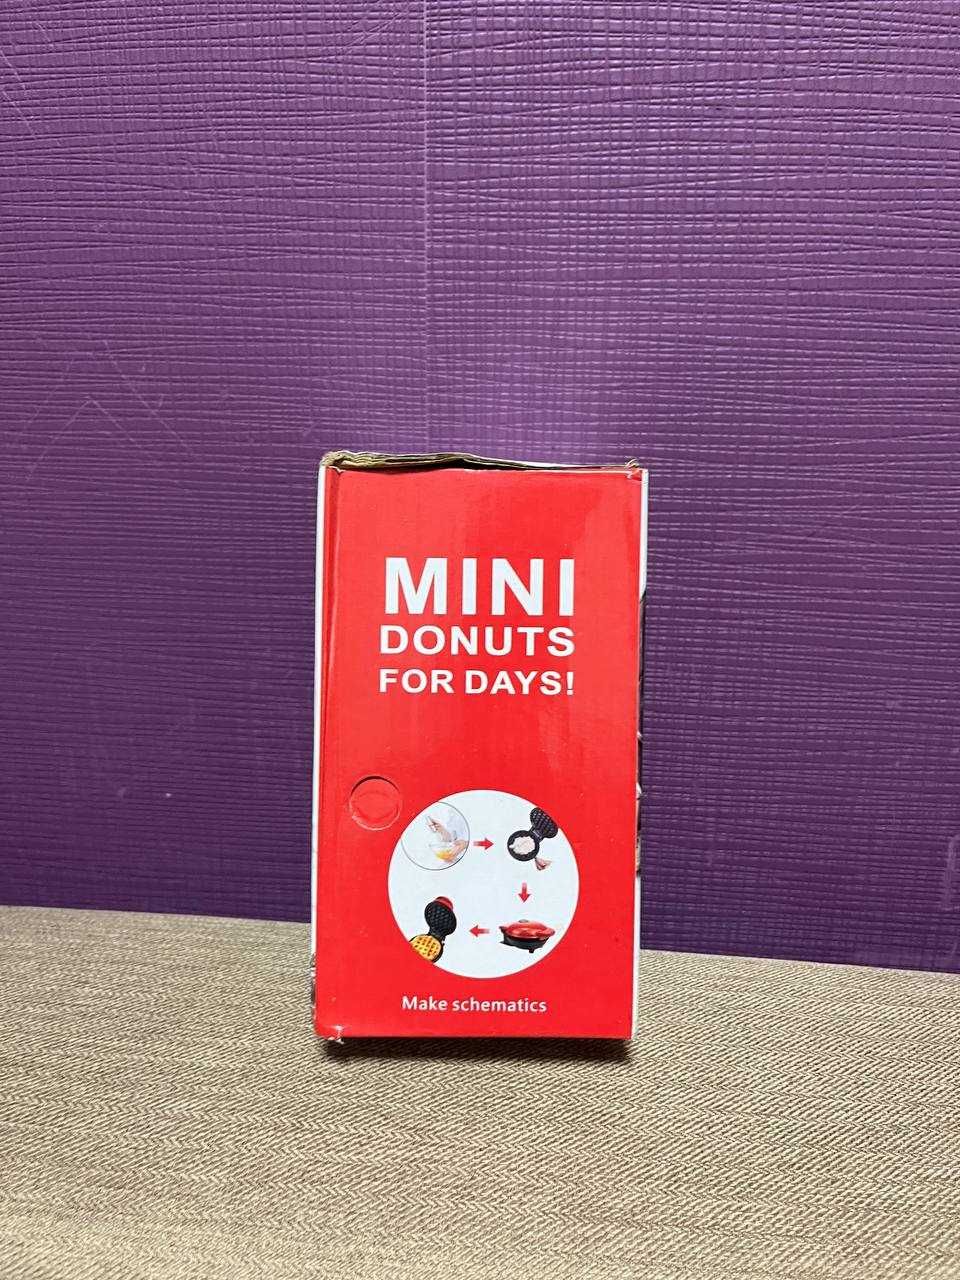 MINI
DONUTS
FOR DAYS!
Make schematics